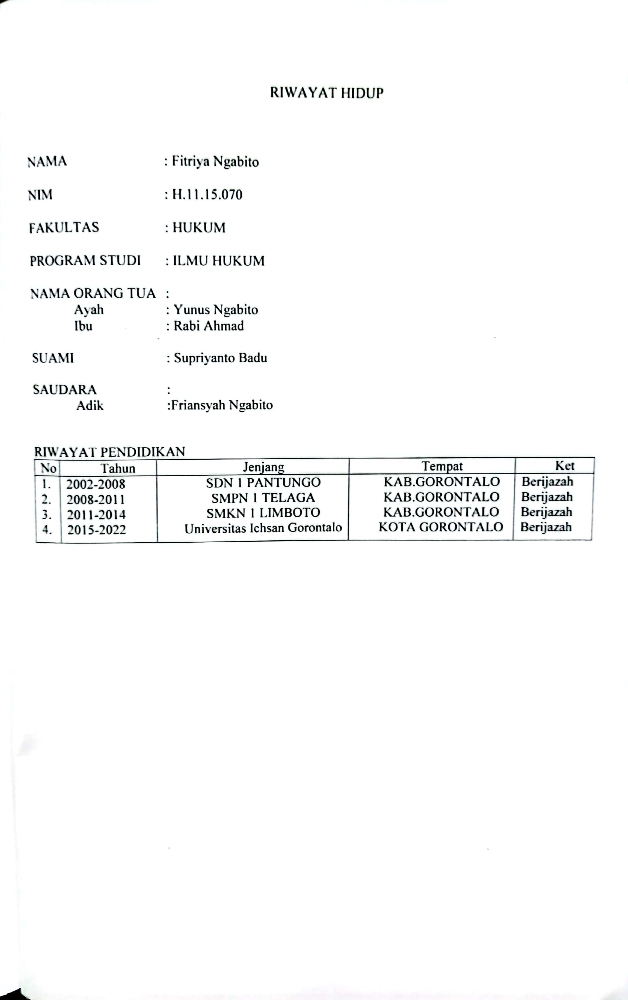 RIWAYAT HIDUP
NAMA : Fitriya Ngabito
NIM : H.11.15.070
FAKULTAS : HUKUM
PROGRAM STUDI : ILMU HUKUM
NAMA ORANG TUA :
Ayah : Yunus Ngabito
Ibu : Rabi Ahmad
SUAMI : Supriyanto Badu
SAUDARA :
Adik :Friansyah Ngabito
RIWAYAT PENDIDIKAN
No Tahun Jenjang Tempat Ket
1. 2002-2008 SDN 1 PANTUNGO KAB.GORONTALO Berijazah
2. 2008-2011 SMPN 1 TELAGA KAB.GORONTALO Berijazah
3. 2011-2014 SMKN 1 LIMBOTO KAB.GORONTALO Berijazah
4. 2015-2022 Universitas Ichsan Gorontalo KOTA GORONTALO Berijazah